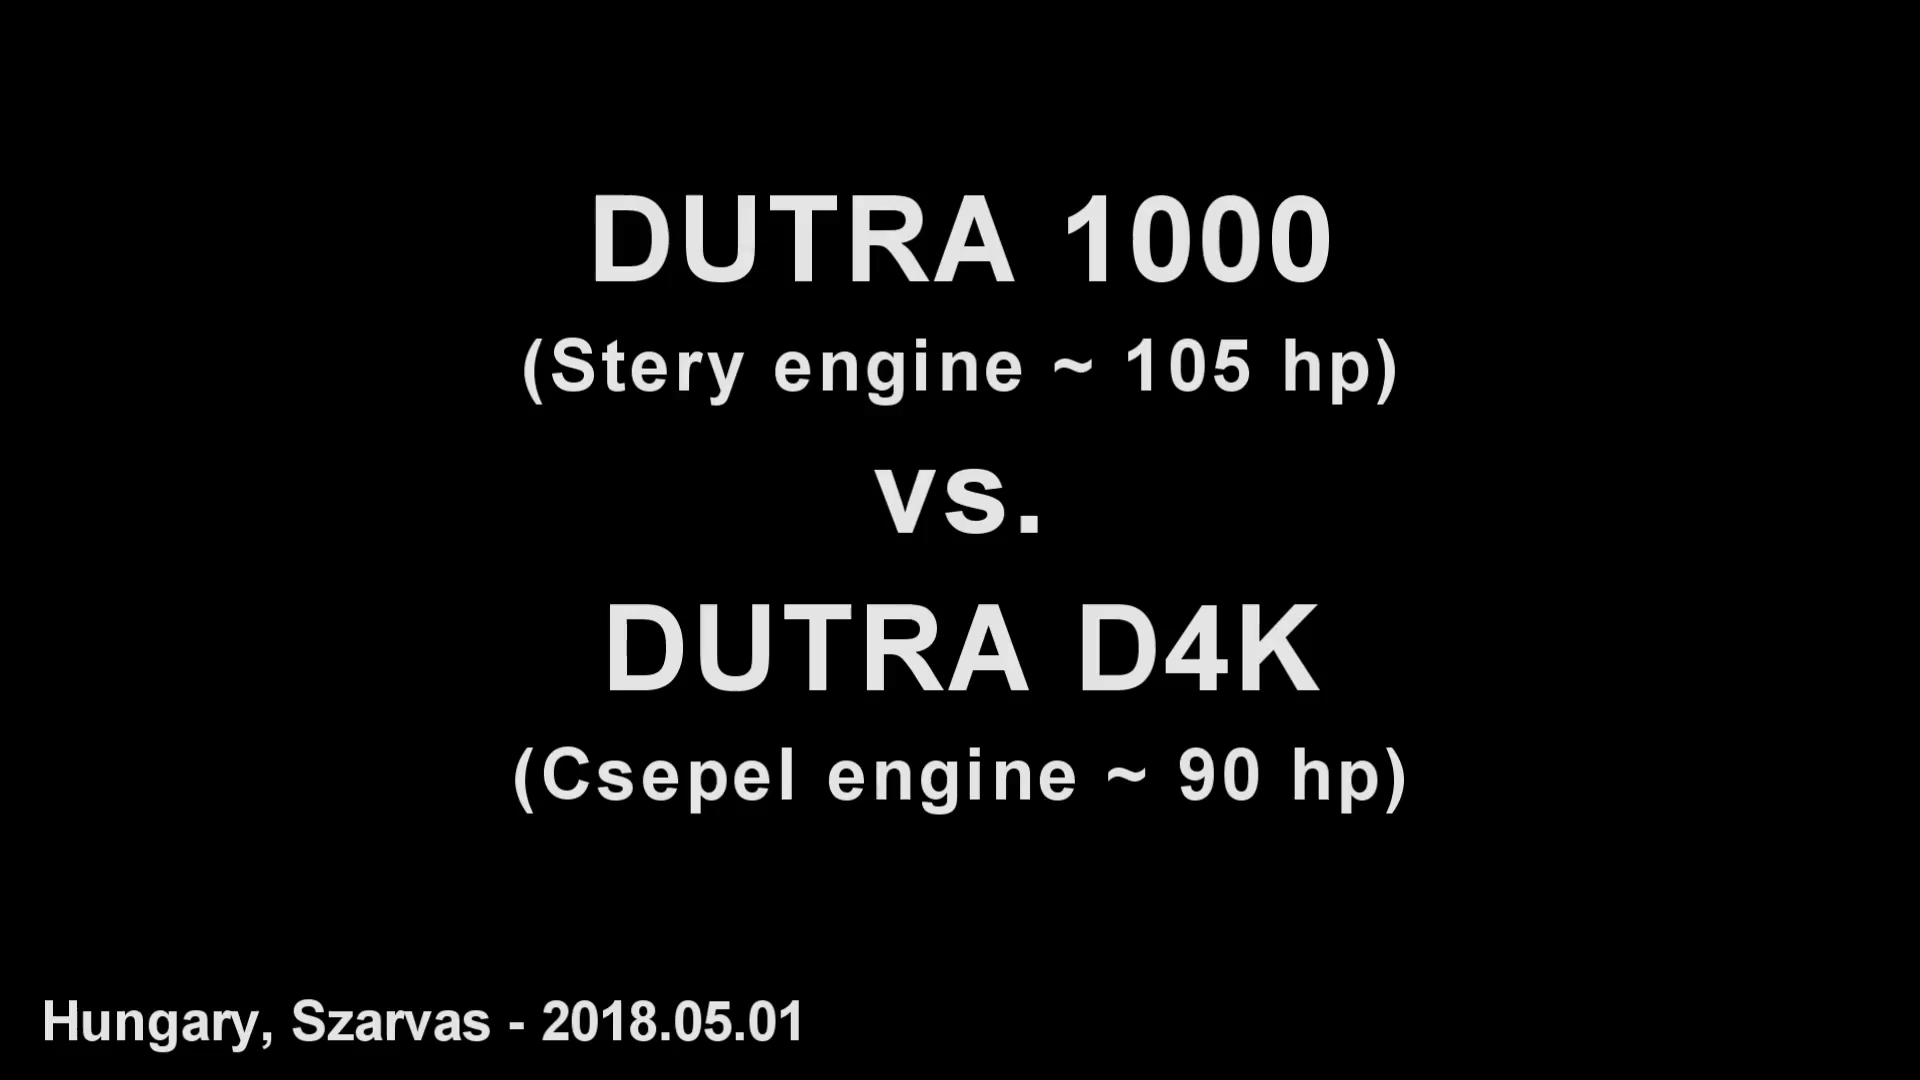 DUTRA 1000
(Stery engine ~ 105 hp)
vs.
DUTRA D4K
(Csepel engine ~ 90 hp)
Hungary, Szarvas - 2018.05.01